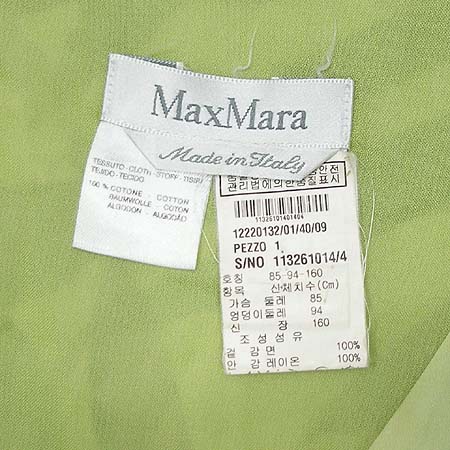 MaxMara
Made in Italy
TESSUTO-CLOTH-STOFF-TISSU
TEJIDO-TECIDO
100 % COTONE - COTTON
BAUMWOLLE - COTON
ALGODON - ALGODÃO
관리법에의한품질표시
113261014O1404
12220132/01/40/09
PEZZO 1
S/NO 113261014/4
호칭 85-94-160
항목 신체치수(Cm)
가슴 둘레 85
엉덩이둘레 94
신 장 160
조성섬유
겉 감면 100%
안 감레이온 100%